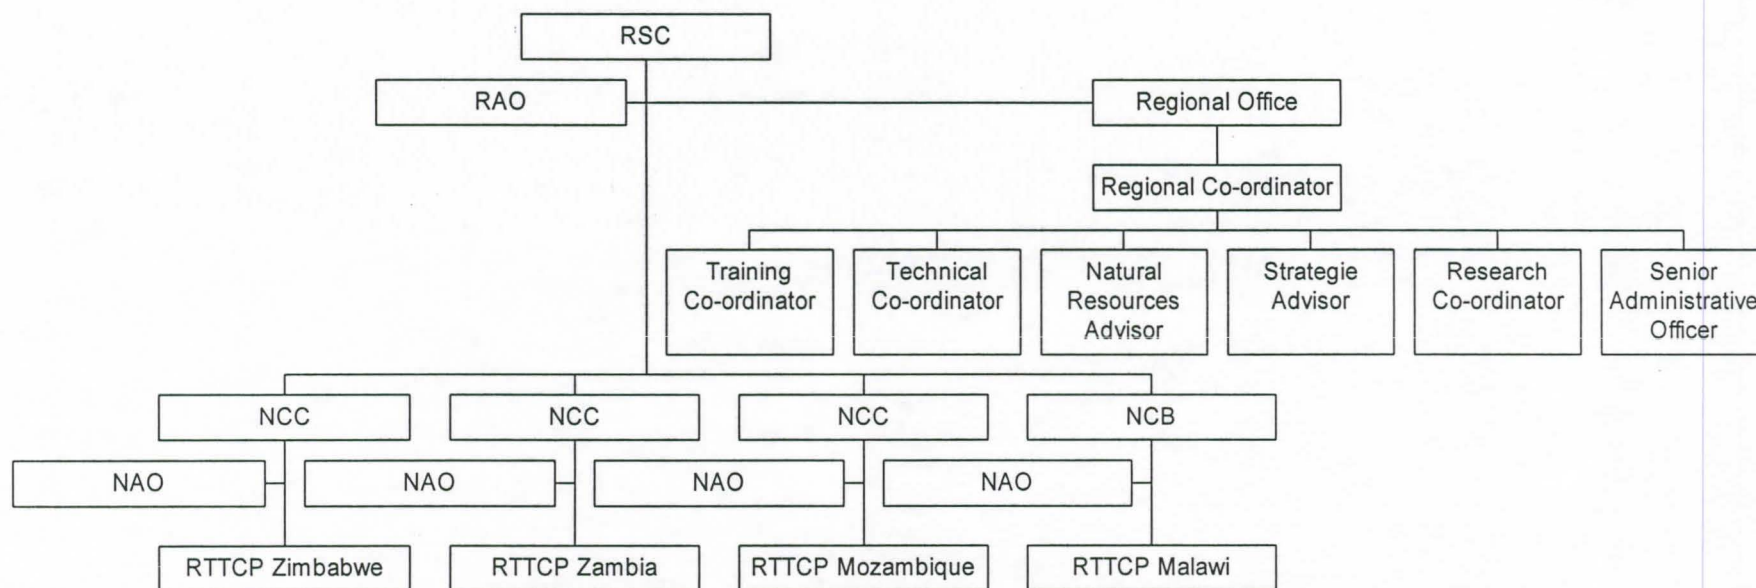 RSC
RAO
Regional Office
Regional Co-ordinator
Training
Co-ordinator
Technical
Co-ordinator
Natural
Resources
Advisor
Strategie
Advisor
Research
Co-ordinator
Senior
Administrative
Officer
NCC
NCC
NCC
NCB
NAO
NAO
NAO
NAO
RTTCP Zimbabwe
RTTCP Zambia
RTTCP Mozambique
RTTCP Malawi